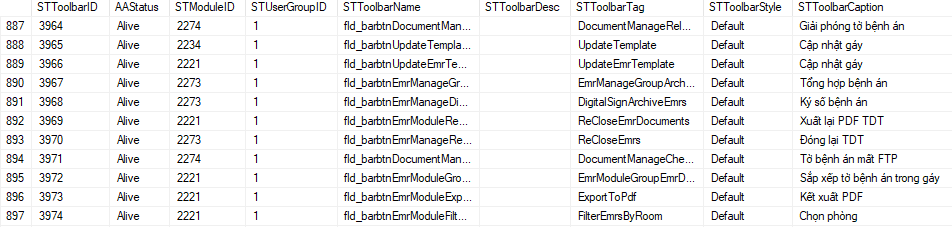 STToolbarID AAStatus STModuleID STUserGroupID STToolbarName STToolbarDesc STToolbarTag STToolbarStyle STToolbarCaption
887 3964 Alive 2274 1 fld_barbtnDocumentMan... DocumentManageRel... Default Giải phóng tờ bệnh án
888 3965 Alive 2234 1 fld_barbtnUpdateTempla... UpdateTemplate Default Cập nhật gáy
889 3966 Alive 2221 1 fld_barbtnUpdateEmrTe... UpdateEmrTemplate Default Cập nhật gáy
890 3967 Alive 2273 1 fld_barbtnEmrManageGr... EmrManageGroupArch... Default Tổng hợp bệnh án
891 3968 Alive 2273 1 fld_barbtnEmrManageDi... DigitalSignArchiveEmrs Default Ký số bệnh án
892 3969 Alive 2221 1 fld_barbtnEmrModuleRe... ReCloseEmrDocuments Default Xuất lại PDF TDT
893 3970 Alive 2273 1 fld_barbtnEmrManageRe... ReCloseEmrs Default Đóng lại TDT
894 3971 Alive 2274 1 fld_barbtnDocumentMan... DocumentManageChe... Default Tờ bệnh án mất FTP
895 3972 Alive 2221 1 fld_barbtnEmrModuleGro... EmrModuleGroupEmrD... Default Sắp xếp tờ bệnh án trong gáy
896 3973 Alive 2221 1 fld_barbtnEmrModuleExp... ExportToPdf Default Kết xuất PDF
897 3974 Alive 2221 1 fld_barbtnEmrModuleFilt... FilterEmrsByRoom Default Chọn phòng